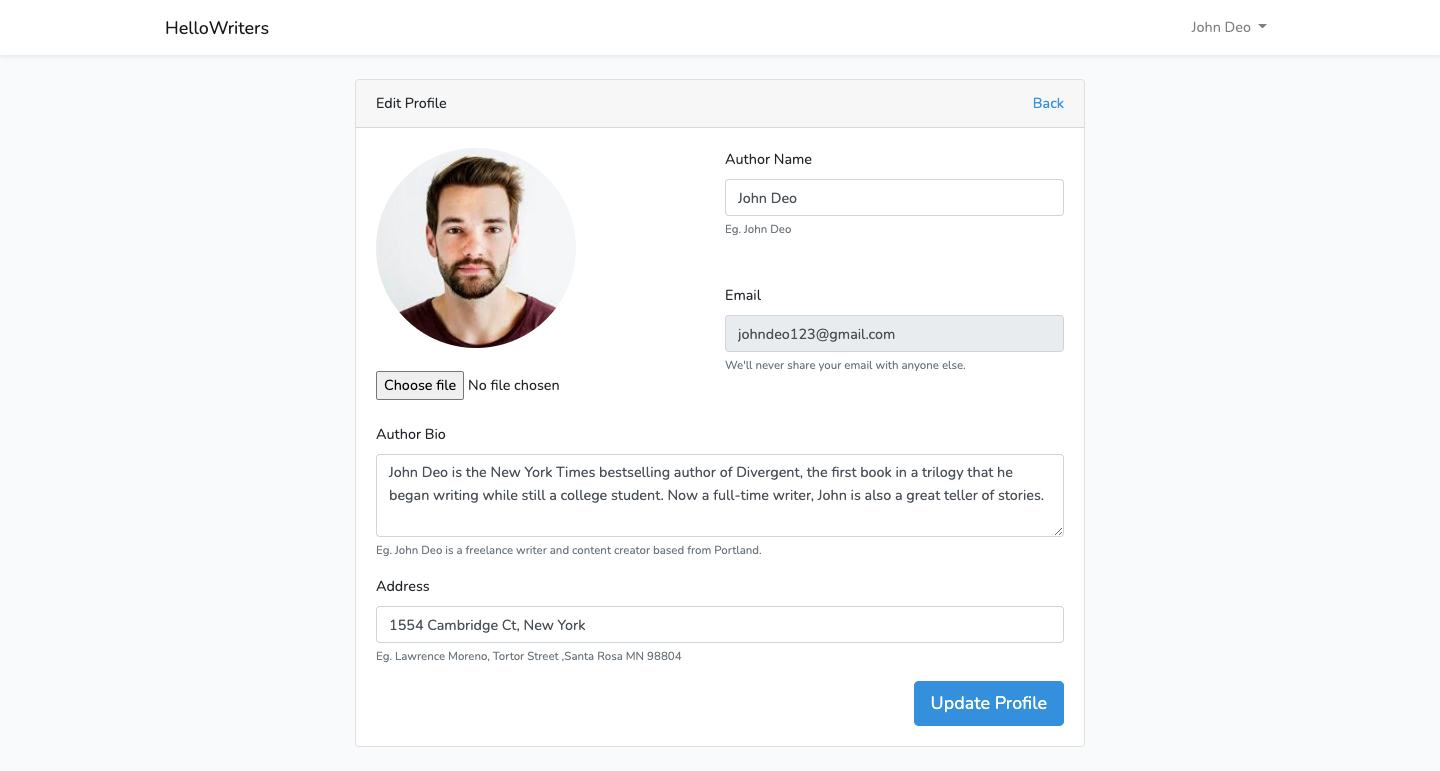 HelloWriters
John Deo
Edit Profile
Back
Author Name
John Deo
Eg. John Deo
Email
johndeo123@gmail.com
We'll never share your email with anyone else.
Choose file No file chosen
Author Bio
John Deo is the New York Times bestselling author of Divergent, the first book in a trilogy that he
began writing while still a college student. Now a full-time writer, John is also a great teller of stories.
Eg. John Deo is a freelance writer and content creator based from Portland.
Address
1554 Cambridge Ct, New York
Eg. Lawrence Moreno, Tortor Street ,Santa Rosa MN 98804
Update Profile